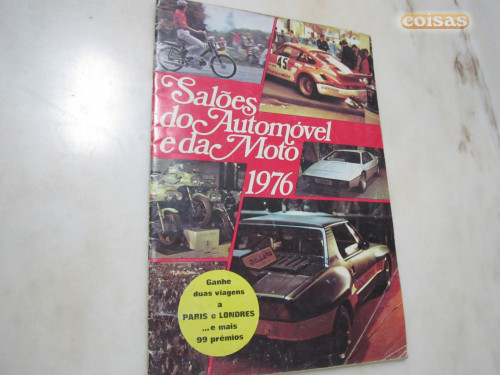 coisas
45
Salões
do Automóvel
e da Moto
1976
Ganhe
duas viagens
a
PARIS e LONDRES
...e mais
99 prémios